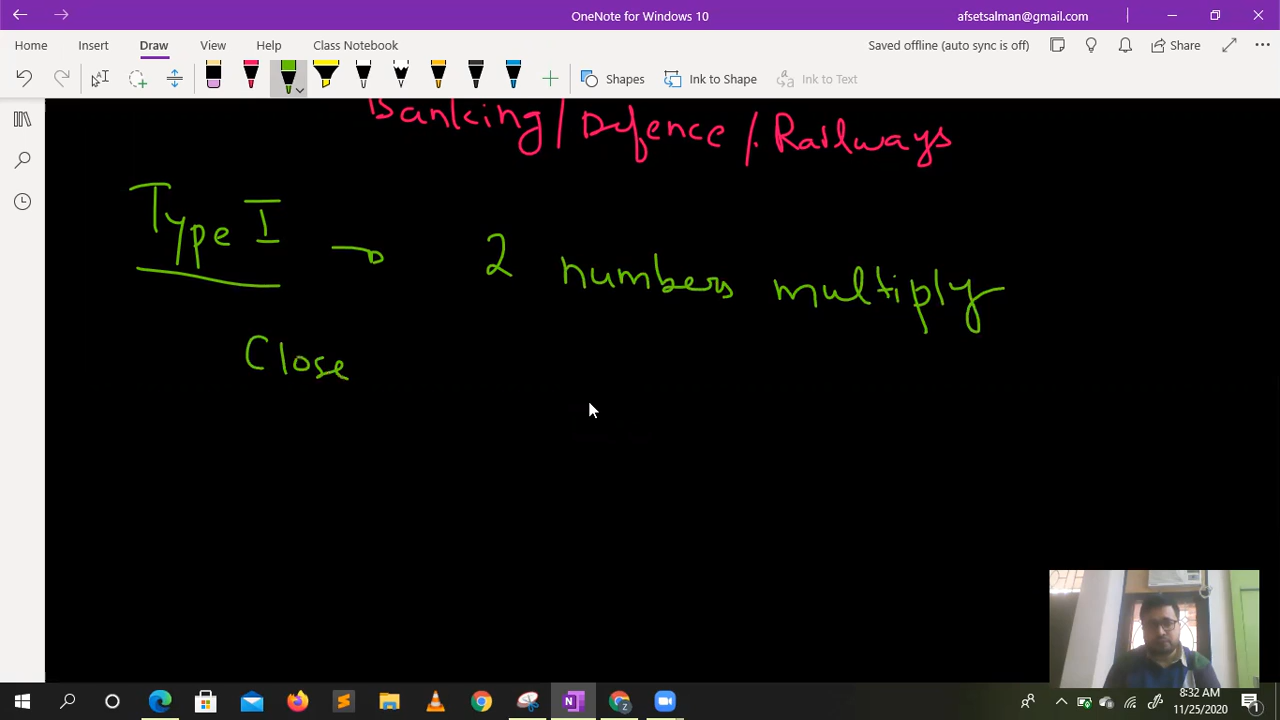 OneNote for Windows 10
afsetsalman@gmail.com
Home Insert Draw View Help Class Notebook
Saved offline (auto sync is off) Share
Shapes Ink to Shape Ink to Text
Banking/Defence/Railways
Type I → 2 numbers multiply
Close
8:32 AM
11/25/2020